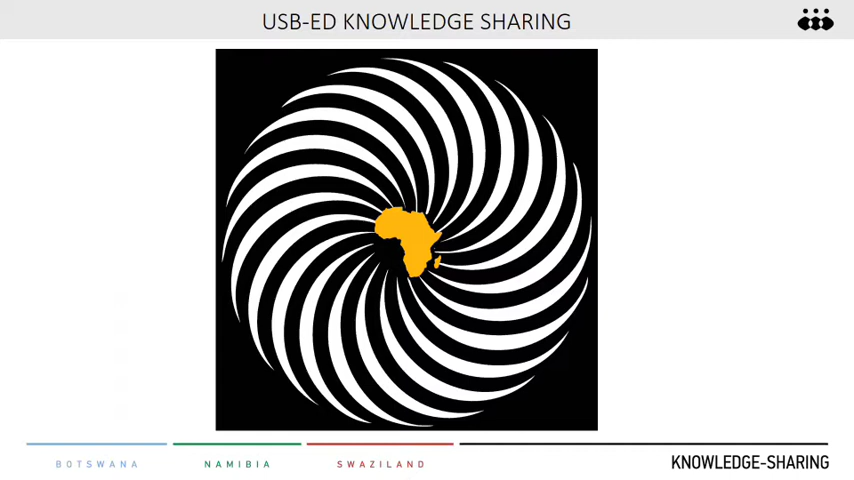 USB-ED KNOWLEDGE SHARING
BOTSWANA
NAMIBIA
SWAZILAND
KNOWLEDGE-SHARING